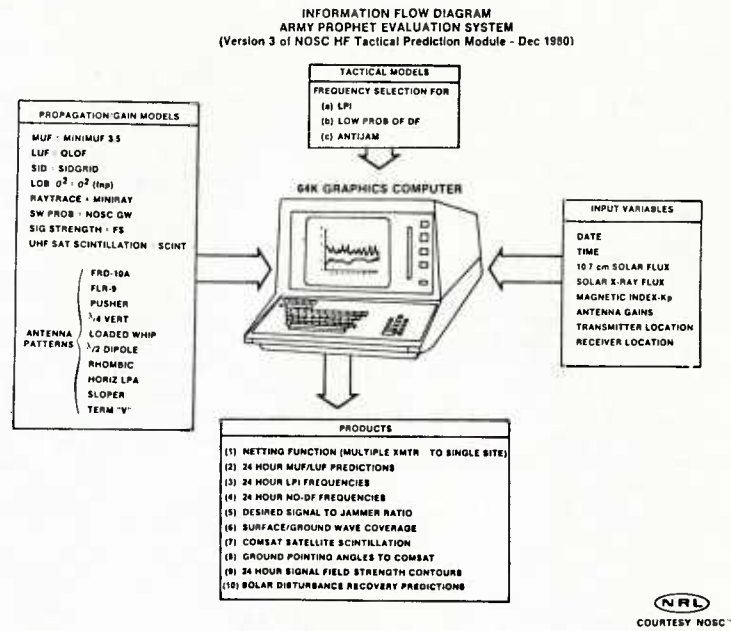 INFORMATION FLOW DIAGRAM
ARMY PROPHET EVALUATION SYSTEM
(Version 3 of NOSC HF Tactical Prediction Module - Dec 1980)
TACTICAL MODELS
FREQUENCY SELECTION FOR
(a) LPI
(b) LOW PROB OF DF
(c) ANTIJAM
PROPAGATION/GAIN MODELS
MUF = MINIMUF 3.5
LUF = QLOF
SID = SIDGRID
LOB σ² = σ² (Inp)
RAYTRACE = MINIRAY
SW PROB = NOSC GW
SIG STRENGTH = FS
UHF SAT SCINTILLATION = SCINT
ANTENNA PATTERNS
FRD-10A
FLR-9
PUSHER
λ/4 VERT
LOADED WHIP
λ/2 DIPOLE
RHOMBIC
HORIZ LPA
SLOPER
TERM "V"
64K GRAPHICS COMPUTER
INPUT VARIABLES
DATE
TIME
10.7 cm SOLAR FLUX
SOLAR X-RAY FLUX
MAGNETIC INDEX-Kp
ANTENNA GAINS
TRANSMITTER LOCATION
RECEIVER LOCATION
PRODUCTS
(1) NETTING FUNCTION (MULTIPLE XMTR TO SINGLE SITE)
(2) 24 HOUR MUF/LUF PREDICTIONS
(3) 24 HOUR LPI FREQUENCIES
(4) 24 HOUR NO-DF FREQUENCIES
(5) DESIRED SIGNAL TO JAMMER RATIO
(6) SURFACE/GROUND WAVE COVERAGE
(7) COMSAT SATELLITE SCINTILLATION
(8) GROUND POINTING ANGLES TO COMSAT
(9) 24 HOUR SIGNAL FIELD STRENGTH CONTOURS
(10) SOLAR DISTURBANCE RECOVERY PREDICTIONS
NRL
COURTESY NOSC